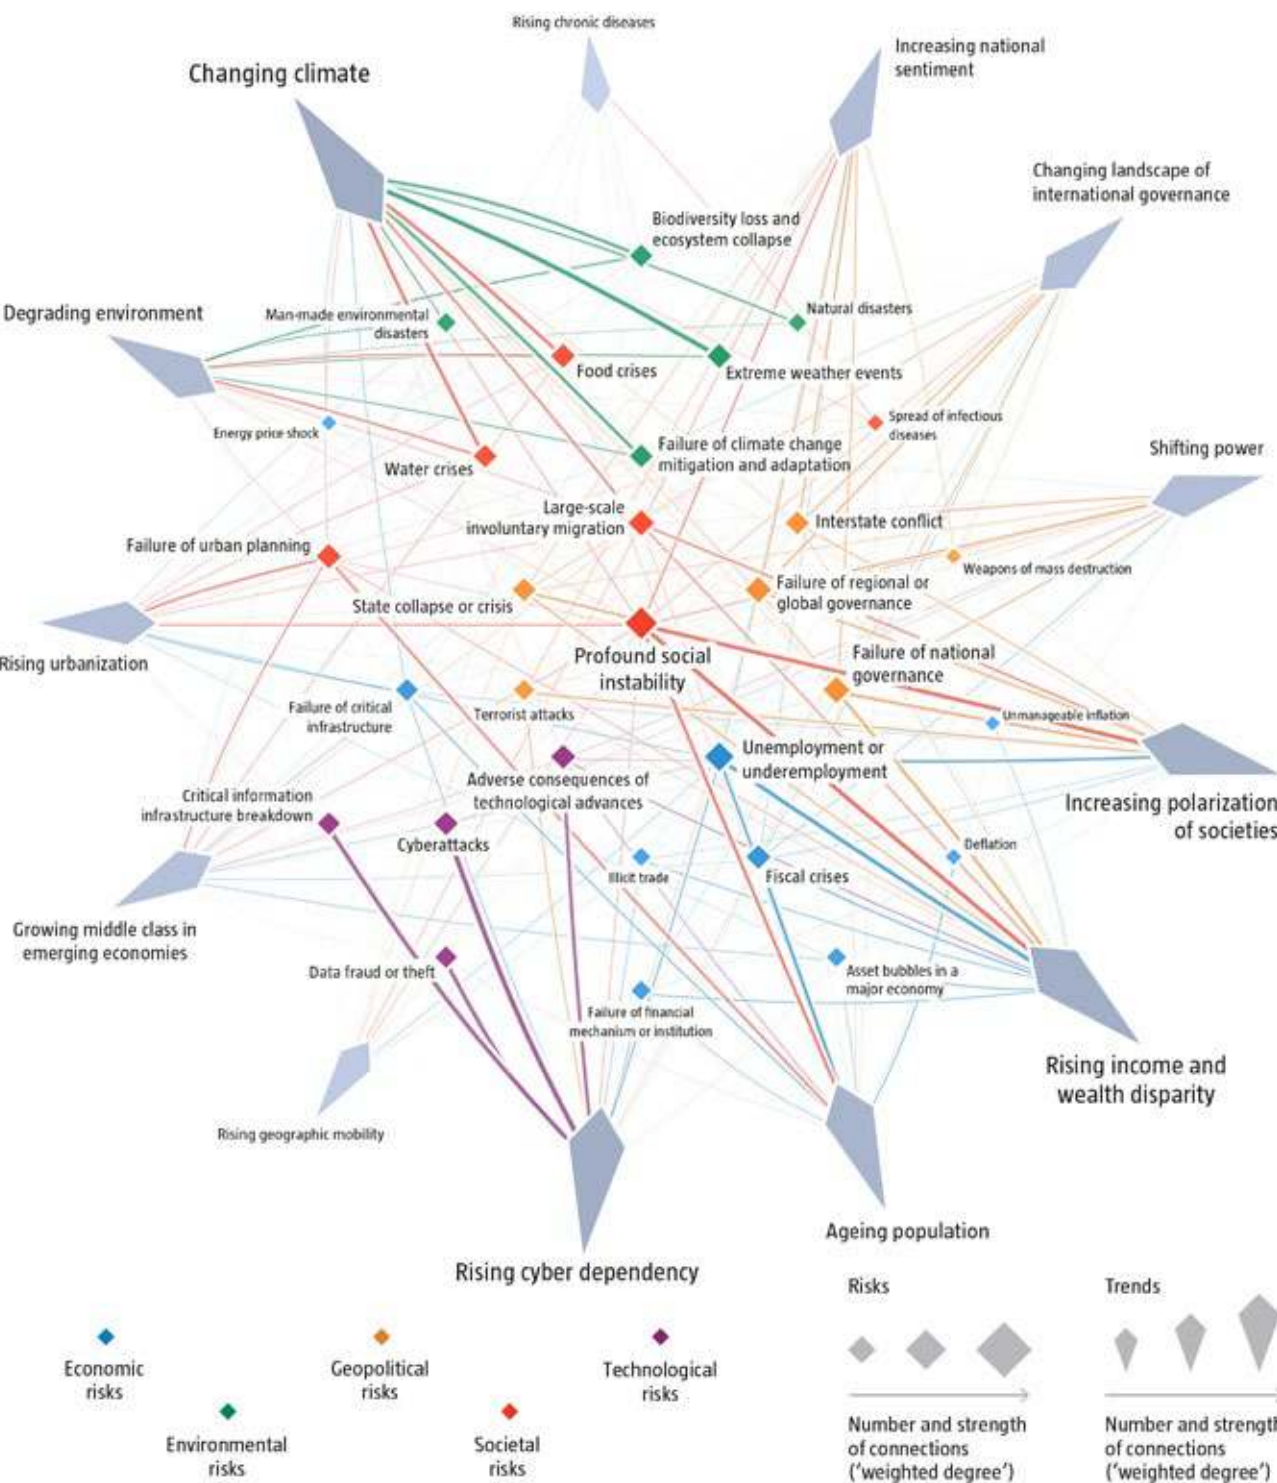 Rising chronic diseases
Increasing national
sentiment
Changing climate
Changing landscape of
international governance
Biodiversity loss and
ecosystem collapse
Degrading environment
Man-made environmental
disasters
Natural disasters
Food crises
Extreme weather events
Energy price shock
Spread of infectious
diseases
Failure of climate change
mitigation and adaptation
Shifting power
Water crises
Large-scale
involuntary migration
Interstate conflict
Failure of urban planning
Weapons of mass destruction
State collapse or crisis
Failure of regional or
global governance
Rising urbanization
Profound social
instability
Failure of national
governance
Failure of critical
infrastructure
Terrorist attacks
Unmanageable inflation
Unemployment or
underemployment
Adverse consequences of
technological advances
Increasing polarization
of societies
Critical information
infrastructure breakdown
Cyberattacks
Deflation
Illicit trade
Fiscal crises
Growing middle class in
emerging economies
Data fraud or theft
Asset bubbles in a
major economy
Failure of financial
mechanism or institution
Rising income and
wealth disparity
Rising geographic mobility
Ageing population
Rising cyber dependency
Risks
Trends
Economic
risks
Geopolitical
risks
Technological
risks
Environmental
risks
Societal
risks
Number and strength
of connections
('weighted degree')
Number and strength
of connections
('weighted degree')